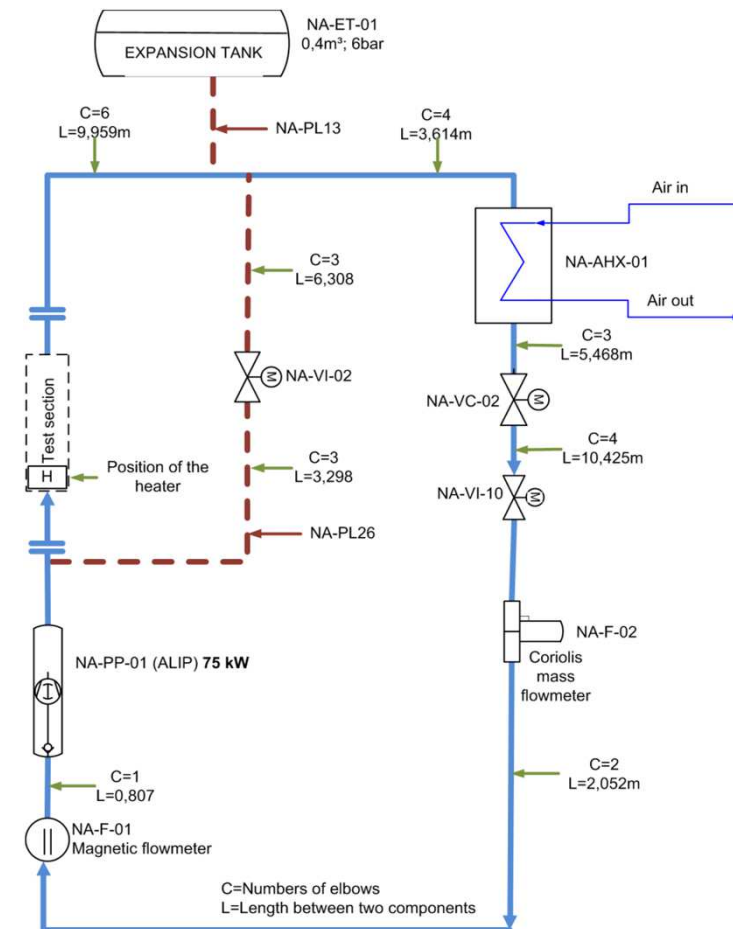 NA-ET-01
0,4m³; 6bar
EXPANSION TANK
C=6
L=9,959m
NA-PL13
C=4
L=3,614m
Air in
NA-AHX-01
Air out
C=3
L=6,308
C=3
L=5,468m
NA-VI-02
M
NA-VC-02
M
Test section
H
Position of the
heater
C=3
L=3,298
C=4
L=10,425m
NA-VI-10
M
NA-PL26
NA-PP-01 (ALIP) 75 kW
NA-F-02
Coriolis
mass
flowmeter
C=1
L=0,807
C=2
L=2,052m
NA-F-01
Magnetic flowmeter
C=Numbers of elbows
L=Length between two components